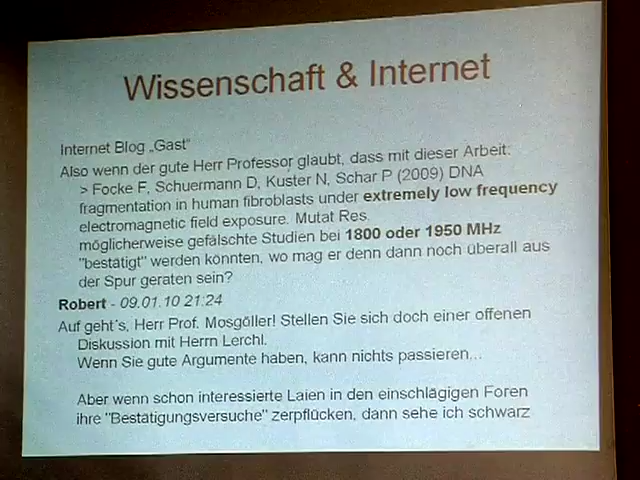 Wissenschaft & Internet
Internet Blog „Gast"
Also wenn der gute Herr Professor glaubt, dass mit dieser Arbeit:
> Focke F, Schuermann D, Kuster N, Schar P (2009) DNA
fragmentation in human fibroblasts under extremely low frequency
electromagnetic field exposure. Mutat Res.
möglicherweise gefälschte Studien bei 1800 oder 1950 MHz
"bestätigt" werden könnten, wo mag er denn dann noch überall aus
der Spur geraten sein?
Robert - 09.01.10 21:24
Auf geht´s, Herr Prof. Mosgöller! Stellen Sie sich doch einer offenen
Diskussion mit Herrn Lerchl.
Wenn Sie gute Argumente haben, kann nichts passieren...
Aber wenn schon interessierte Laien in den einschlägigen Foren
ihre "Bestätigungsversuche" zerpflücken, dann sehe ich schwarz